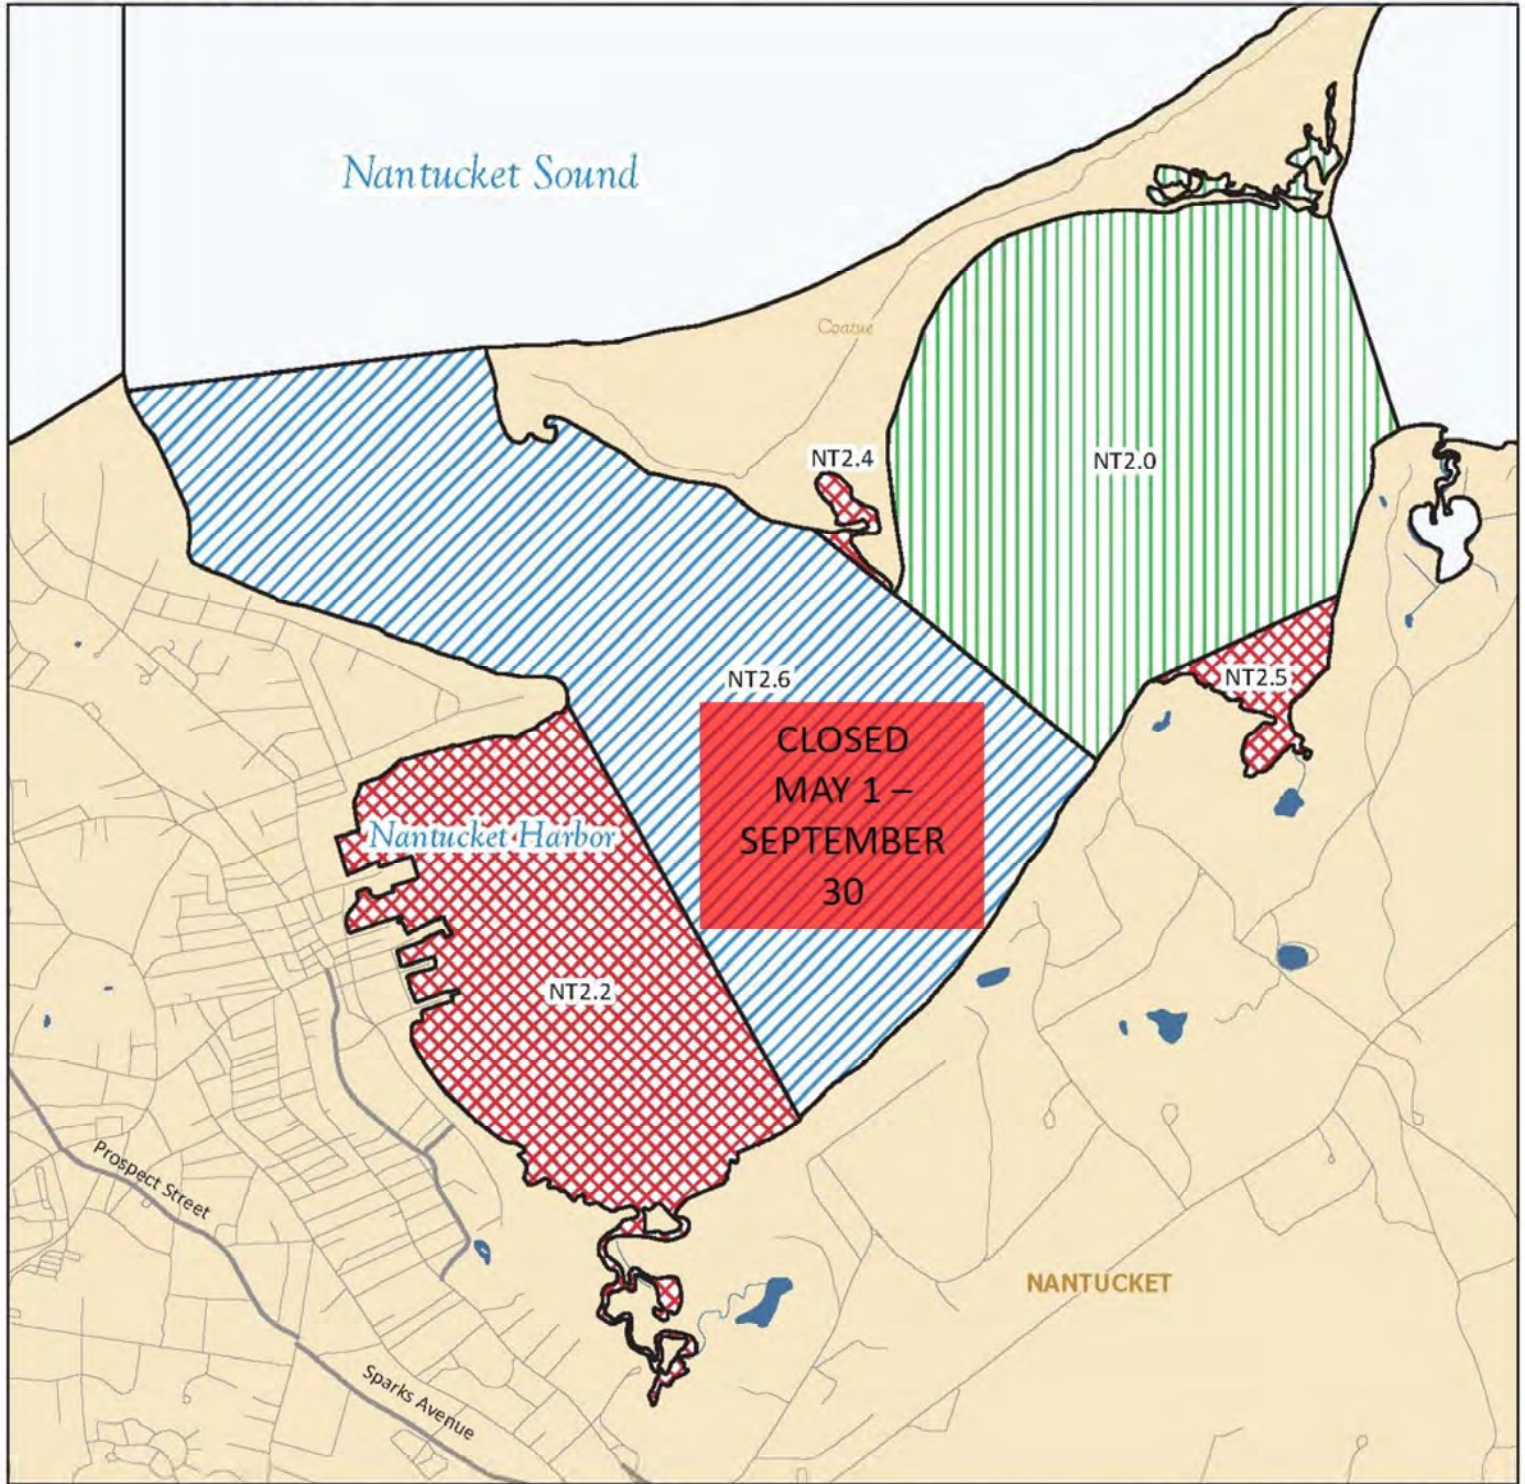 Nantucket Sound
Coatue
NT2.4
NT2.0
NT2.6
NT2.5
CLOSED
MAY 1 –
SEPTEMBER
30
Nantucket Harbor
NT2.2
Prospect Street
NANTUCKET
Sparks Avenue